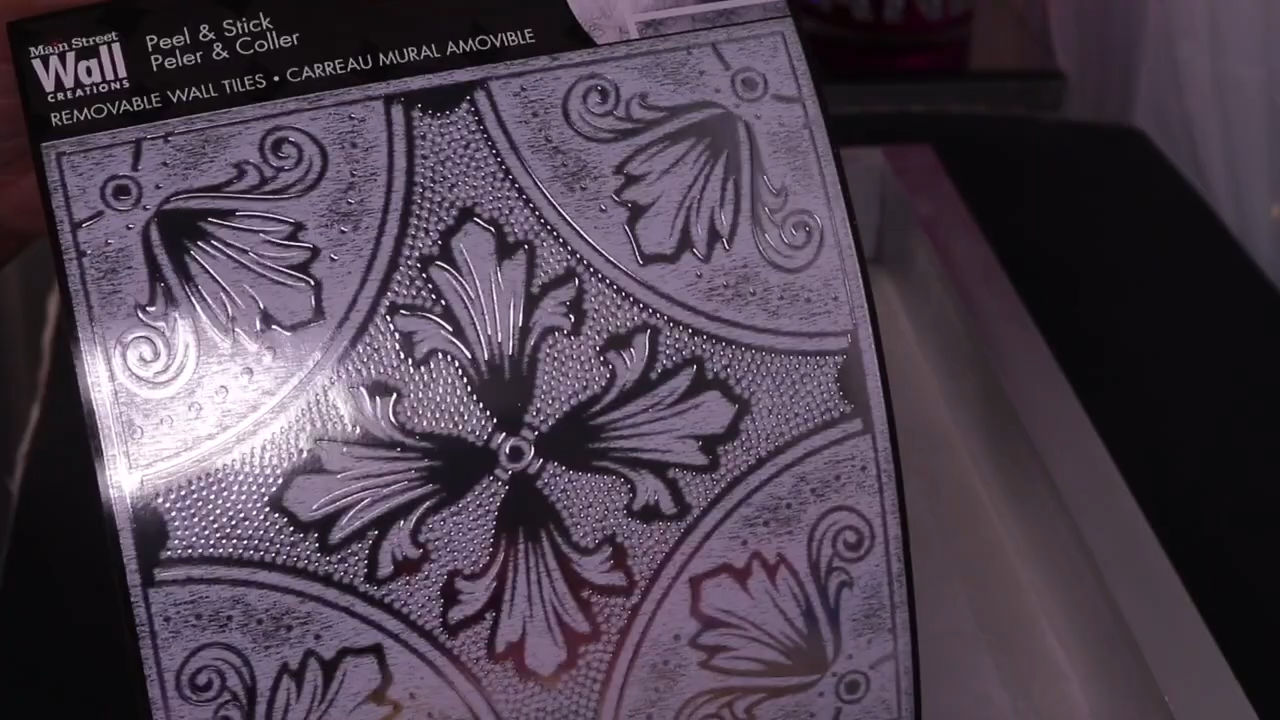 Main Street
Wall
CREATIONS
Peel & Stick
Peler & Coller
REMOVABLE WALL TILES • CARREAU MURAL AMOVIBLE